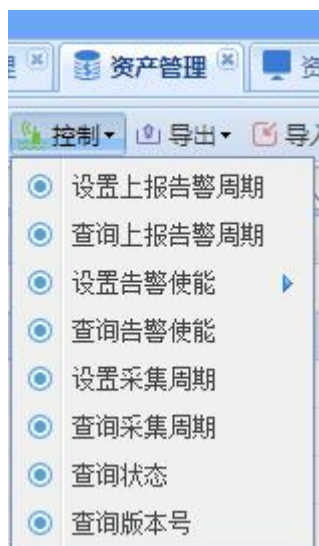 资产管理
控制 导出 导
设置上报告警周期
查询上报告警周期
设置告警使能
查询告警使能
设置采集周期
查询采集周期
查询状态
查询版本号